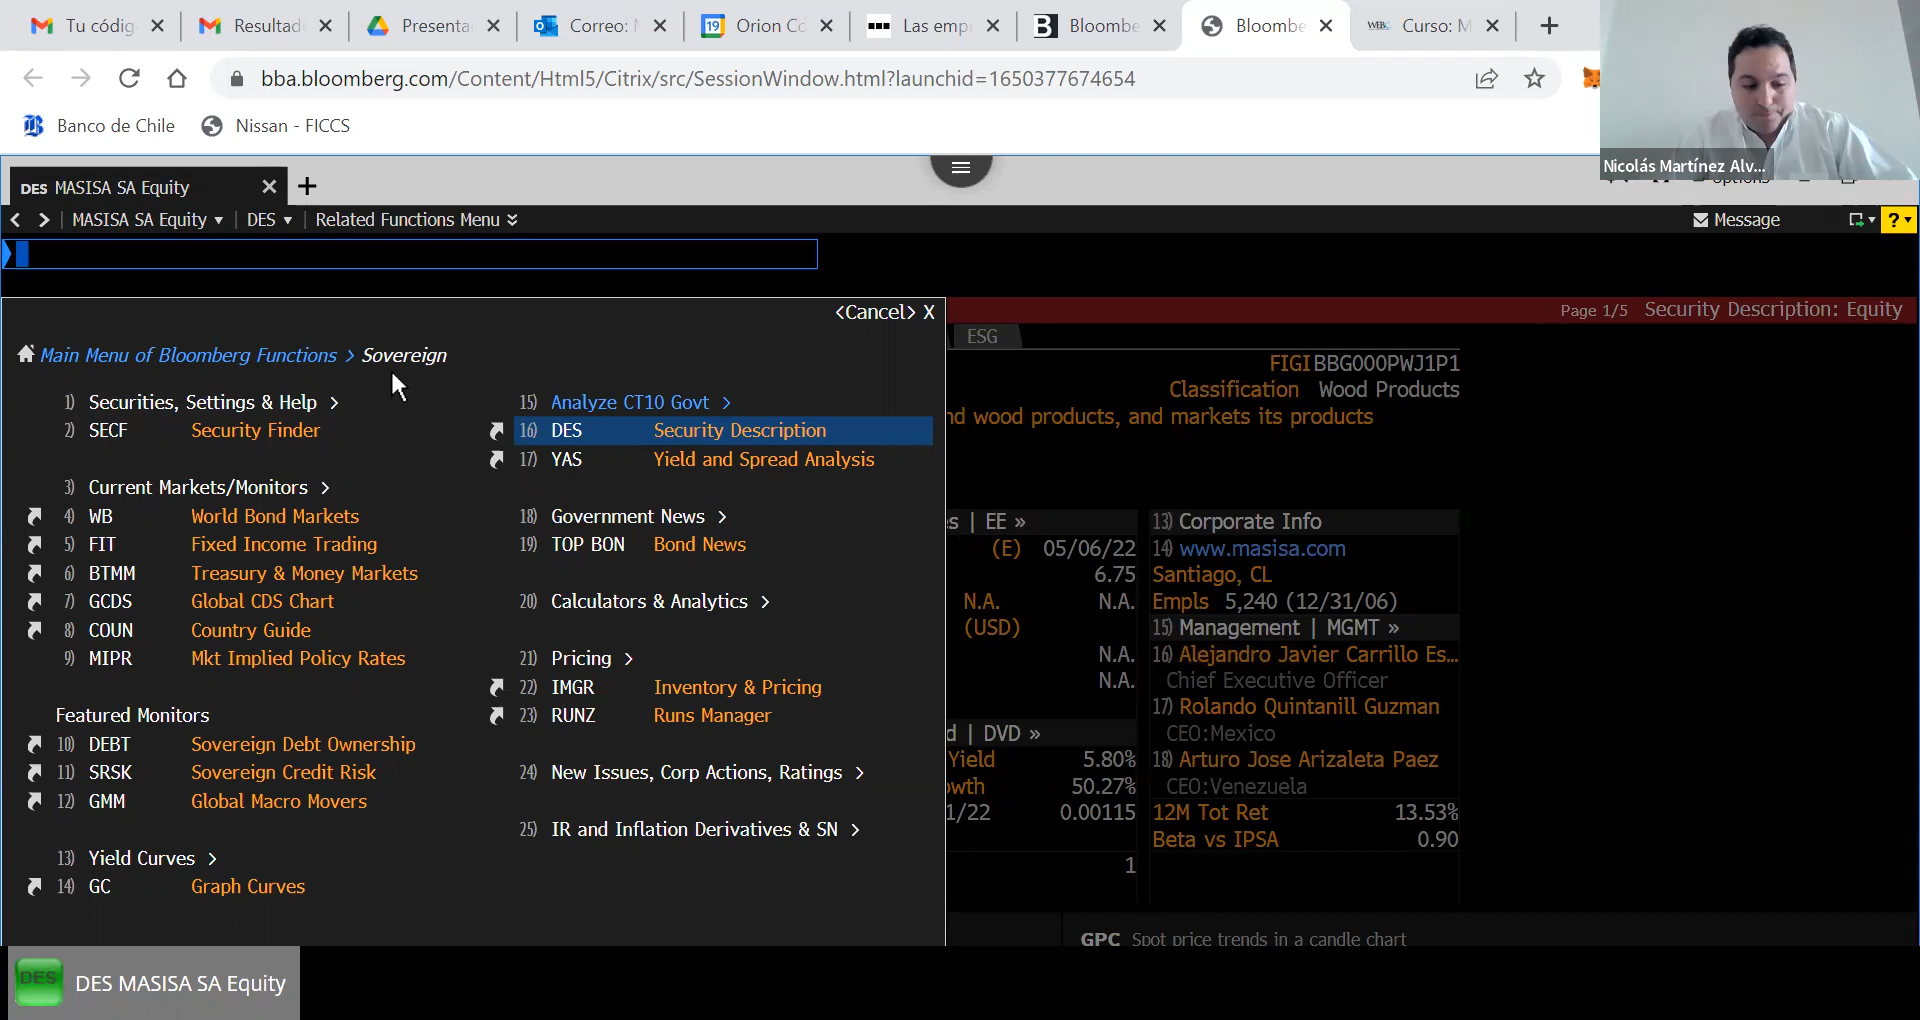 Tu códig
Resultad
Presenta
Correo: N
19
Orion Co
Las emp
B
Bloombe
Bloombe
WEBC
Curso: M
bba.bloomberg.com/Content/Html5/Citrix/src/SessionWindow.html?launchid=1650377674654
Banco de Chile
Nissan - FICCS
Nicolás Martínez Alv...
DES MASISA SA Equity
MASISA SA Equity
DES
Related Functions Menu
Message
?
<Cancel> X
Page 1/5 Security Description: Equity
Main Menu of Bloomberg Functions > Sovereign
1) Securities, Settings & Help >
2) SECF Security Finder
3) Current Markets/Monitors >
4) WB World Bond Markets
5) FIT Fixed Income Trading
6) BTMM Treasury & Money Markets
7) GCDS Global CDS Chart
8) COUN Country Guide
9) MIPR Mkt Implied Policy Rates
Featured Monitors
10) DEBT Sovereign Debt Ownership
11) SRSK Sovereign Credit Risk
12) GMM Global Macro Movers
13) Yield Curves >
14) GC Graph Curves
15) Analyze CT10 Govt >
16) DES Security Description
17) YAS Yield and Spread Analysis
18) Government News >
19) TOP BON Bond News
20) Calculators & Analytics >
21) Pricing >
22) IMGR Inventory & Pricing
23) RUNZ Runs Manager
24) New Issues, Corp Actions, Ratings >
25) IR and Inflation Derivatives & SN >
ESG
FIGI BBG000PWJ1P1
Classification Wood Products
nd wood products, and markets its products
s | EE »
(E) 05/06/22
6.75
N.A. N.A.
(USD)
N.A.
N.A.
d | DVD »
Yield 5.80%
wth 50.27%
1/22 0.00115
1
13) Corporate Info
14) www.masisa.com
Santiago, CL
Empls 5,240 (12/31/06)
15) Management | MGMT »
16) Alejandro Javier Carrillo Es...
Chief Executive Officer
17) Rolando Quintanill Guzman
CEO:Mexico
18) Arturo Jose Arizaleta Paez
CEO:Venezuela
12M Tot Ret 13.53%
Beta vs IPSA 0.90
GPC Spot price trends in a candle chart
DES
DES MASISA SA Equity